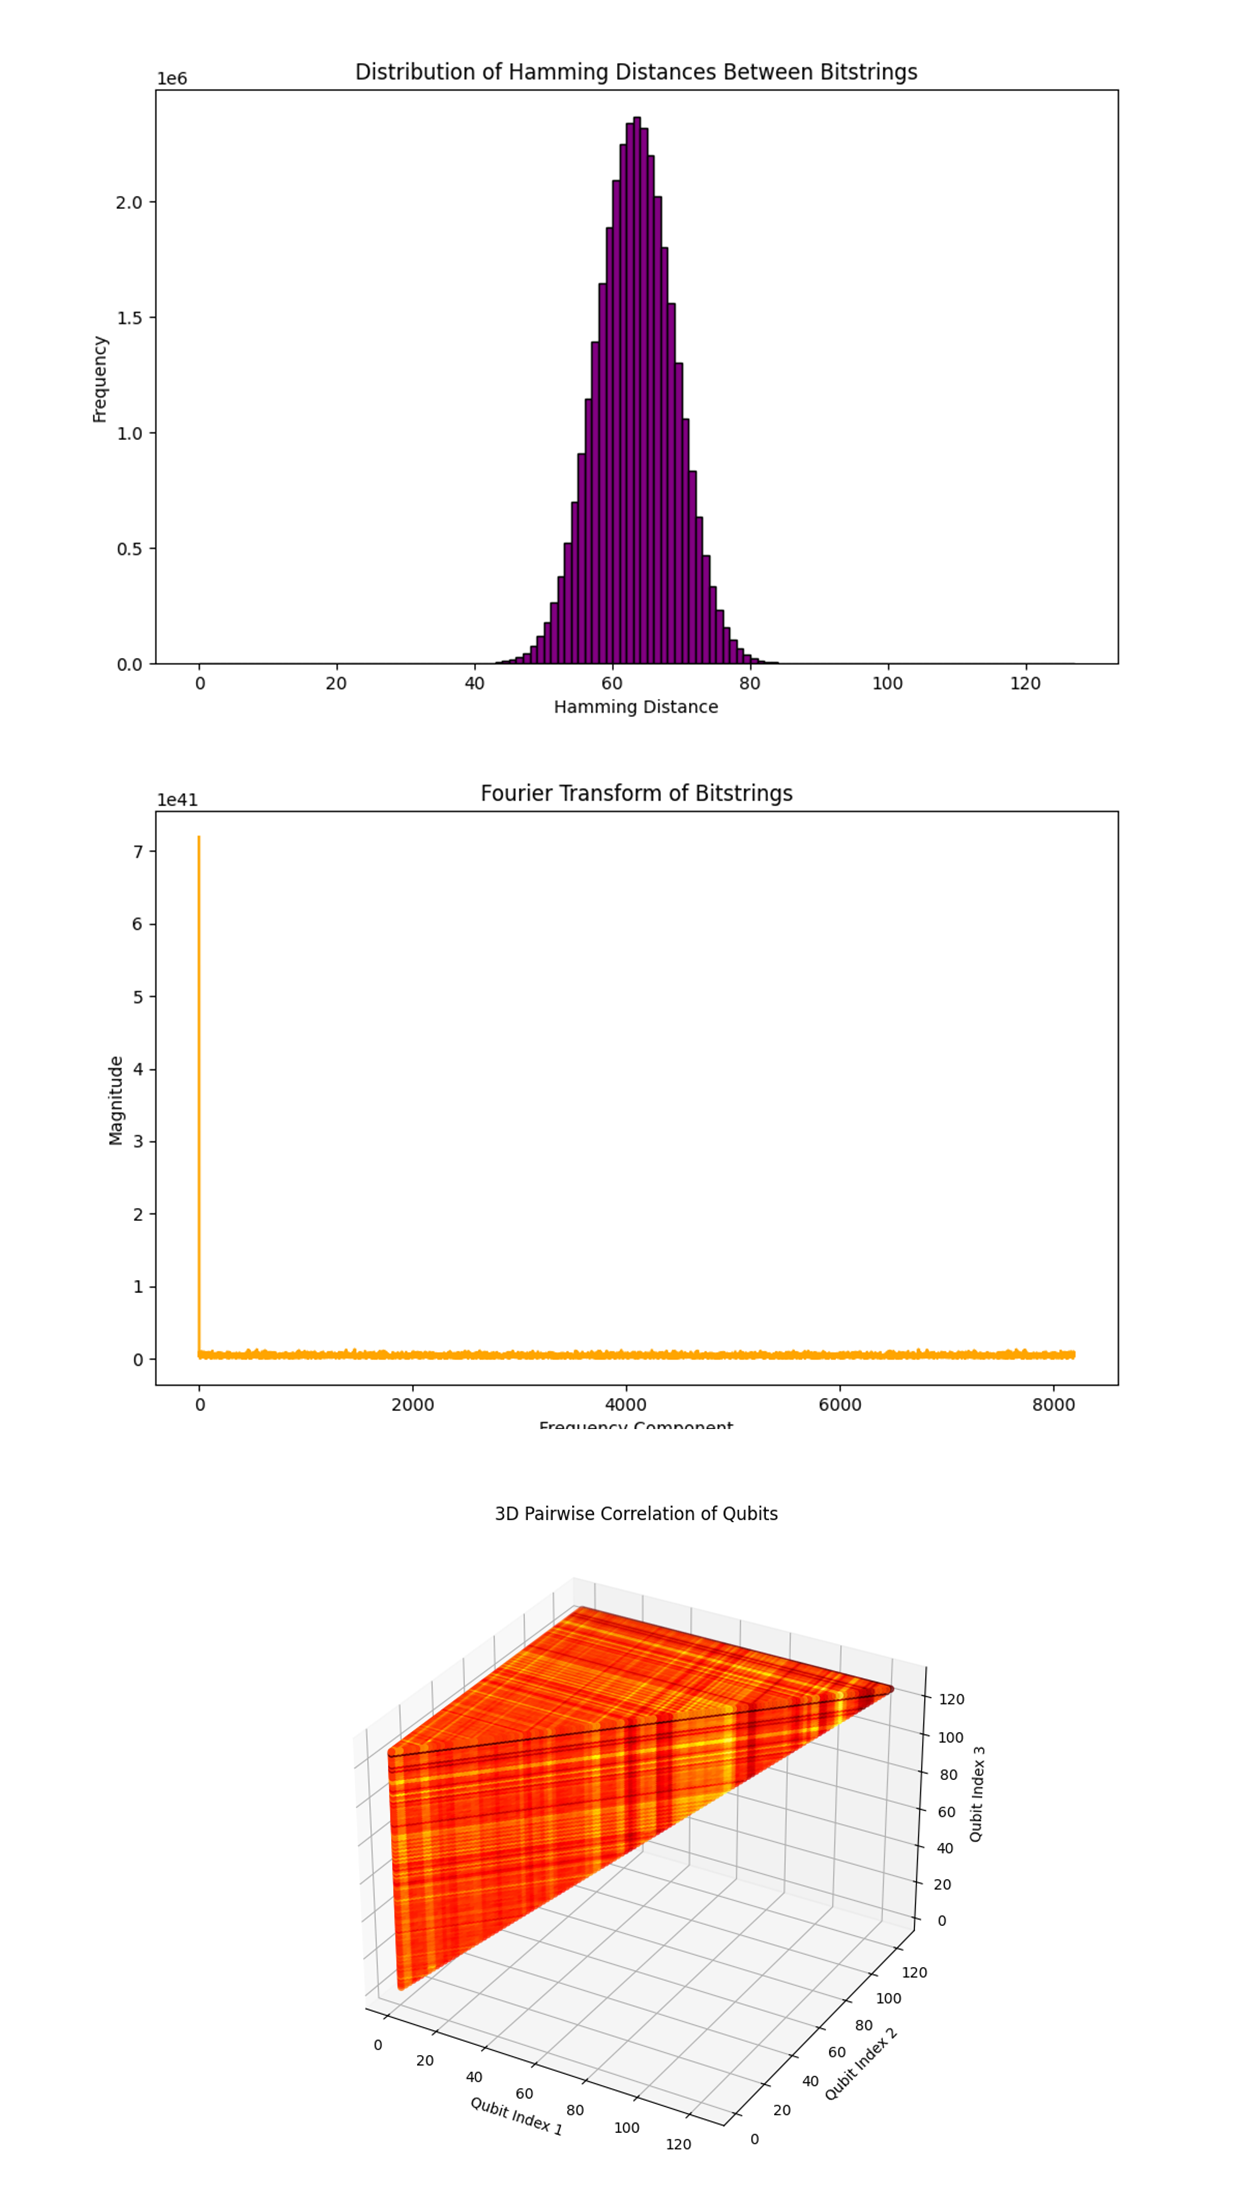 Distribution of Hamming Distances Between Bitstrings
1e6
2.0
1.5
1.0
0.5
0.0
Frequency
0 20 40 60 80 100 120
Hamming Distance
Fourier Transform of Bitstrings
1e41
7
6
5
4
3
2
1
0
Magnitude
0 2000 4000 6000 8000
Frequency Component
3D Pairwise Correlation of Qubits
120
100
80
60
40
20
0
Qubit Index 3
120
100
80
60
40
20
0
Qubit Index 2
0
20
40
60
80
100
120
Qubit Index 1